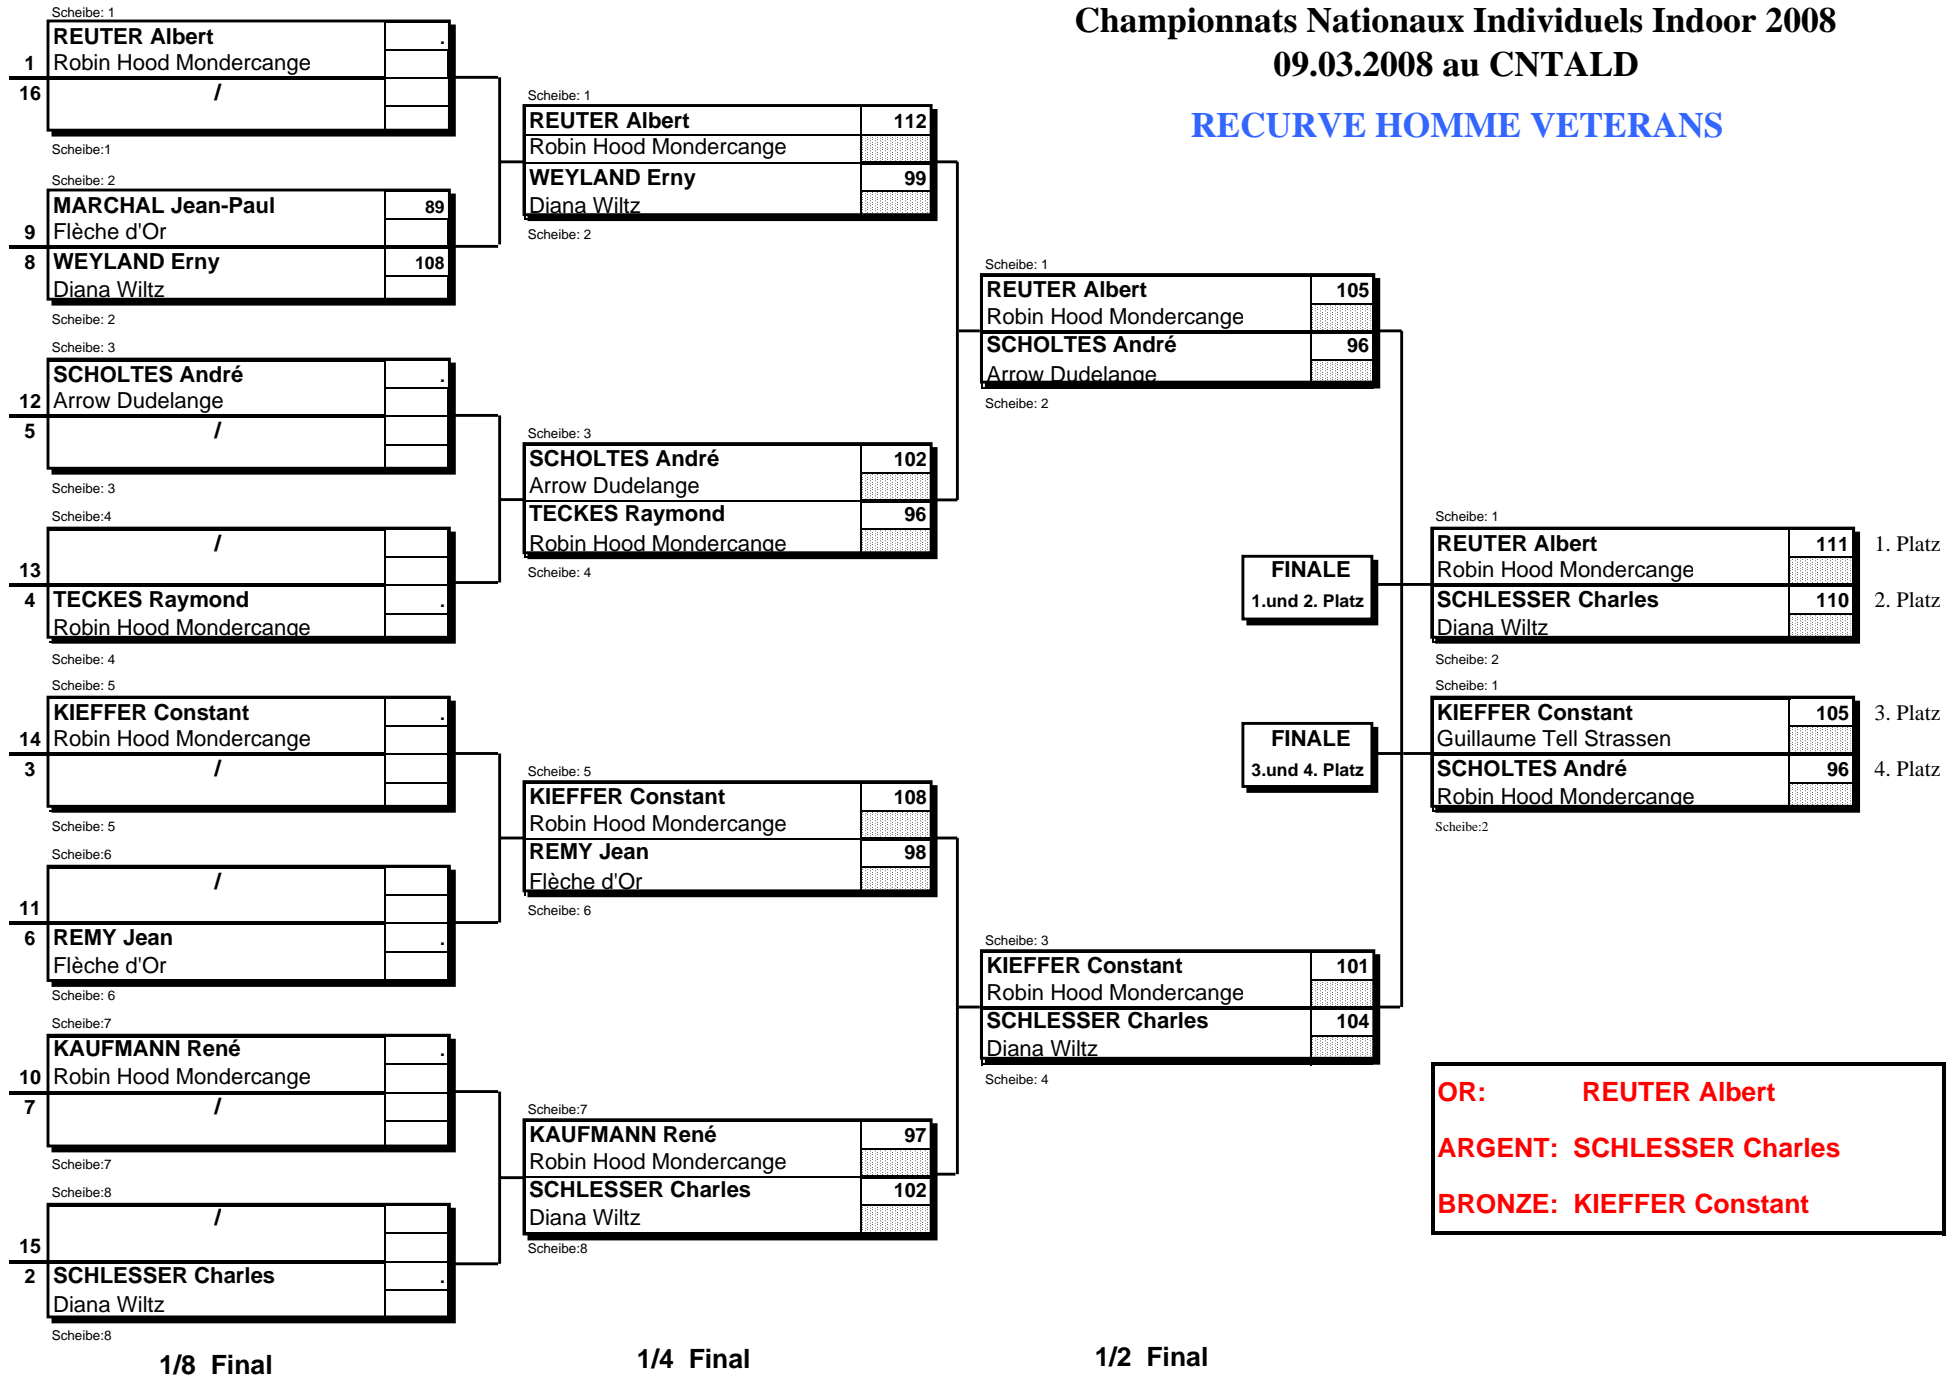 Championnats Nationaux Individuels Indoor 2008
09.03.2008 au CNTALD
RECURVE HOMME VETERANS
Scheibe: 1
REUTER Albert .
1 Robin Hood Mondercange
16 /
Scheibe:1
Scheibe: 2
MARCHAL Jean-Paul 89
9 Flèche d'Or
8 WEYLAND Erny 108
Diana Wiltz
Scheibe: 2
Scheibe: 3
SCHOLTES André .
12 Arrow Dudelange
5 /
Scheibe: 3
Scheibe:4
/
13
4 TECKES Raymond .
Robin Hood Mondercange
Scheibe: 4
Scheibe: 5
KIEFFER Constant .
14 Robin Hood Mondercange
3 /
Scheibe: 5
Scheibe:6
/
11
6 REMY Jean .
Flèche d'Or
Scheibe: 6
Scheibe:7
KAUFMANN René .
10 Robin Hood Mondercange
7 /
Scheibe:7
Scheibe:8
/
15
2 SCHLESSER Charles .
Diana Wiltz
Scheibe:8
1/8 Final
Scheibe: 1
REUTER Albert 112
Robin Hood Mondercange
WEYLAND Erny 99
Diana Wiltz
Scheibe: 2
Scheibe: 3
SCHOLTES André 102
Arrow Dudelange
TECKES Raymond 96
Robin Hood Mondercange
Scheibe: 4
Scheibe: 5
KIEFFER Constant 108
Robin Hood Mondercange
REMY Jean 98
Flèche d'Or
Scheibe: 6
Scheibe:7
KAUFMANN René 97
Robin Hood Mondercange
SCHLESSER Charles 102
Diana Wiltz
Scheibe:8
1/4 Final
Scheibe: 1
REUTER Albert 105
Robin Hood Mondercange
SCHOLTES André 96
Arrow Dudelange
Scheibe: 2
Scheibe: 3
KIEFFER Constant 101
Robin Hood Mondercange
SCHLESSER Charles 104
Diana Wiltz
Scheibe: 4
1/2 Final
FINALE
1.und 2. Platz
Scheibe: 1
REUTER Albert 111 1. Platz
Robin Hood Mondercange
SCHLESSER Charles 110 2. Platz
Diana Wiltz
Scheibe: 2
FINALE
3.und 4. Platz
Scheibe: 1
KIEFFER Constant 105 3. Platz
Guillaume Tell Strassen
SCHOLTES André 96 4. Platz
Robin Hood Mondercange
Scheibe:2
OR: REUTER Albert
ARGENT: SCHLESSER Charles
BRONZE: KIEFFER Constant